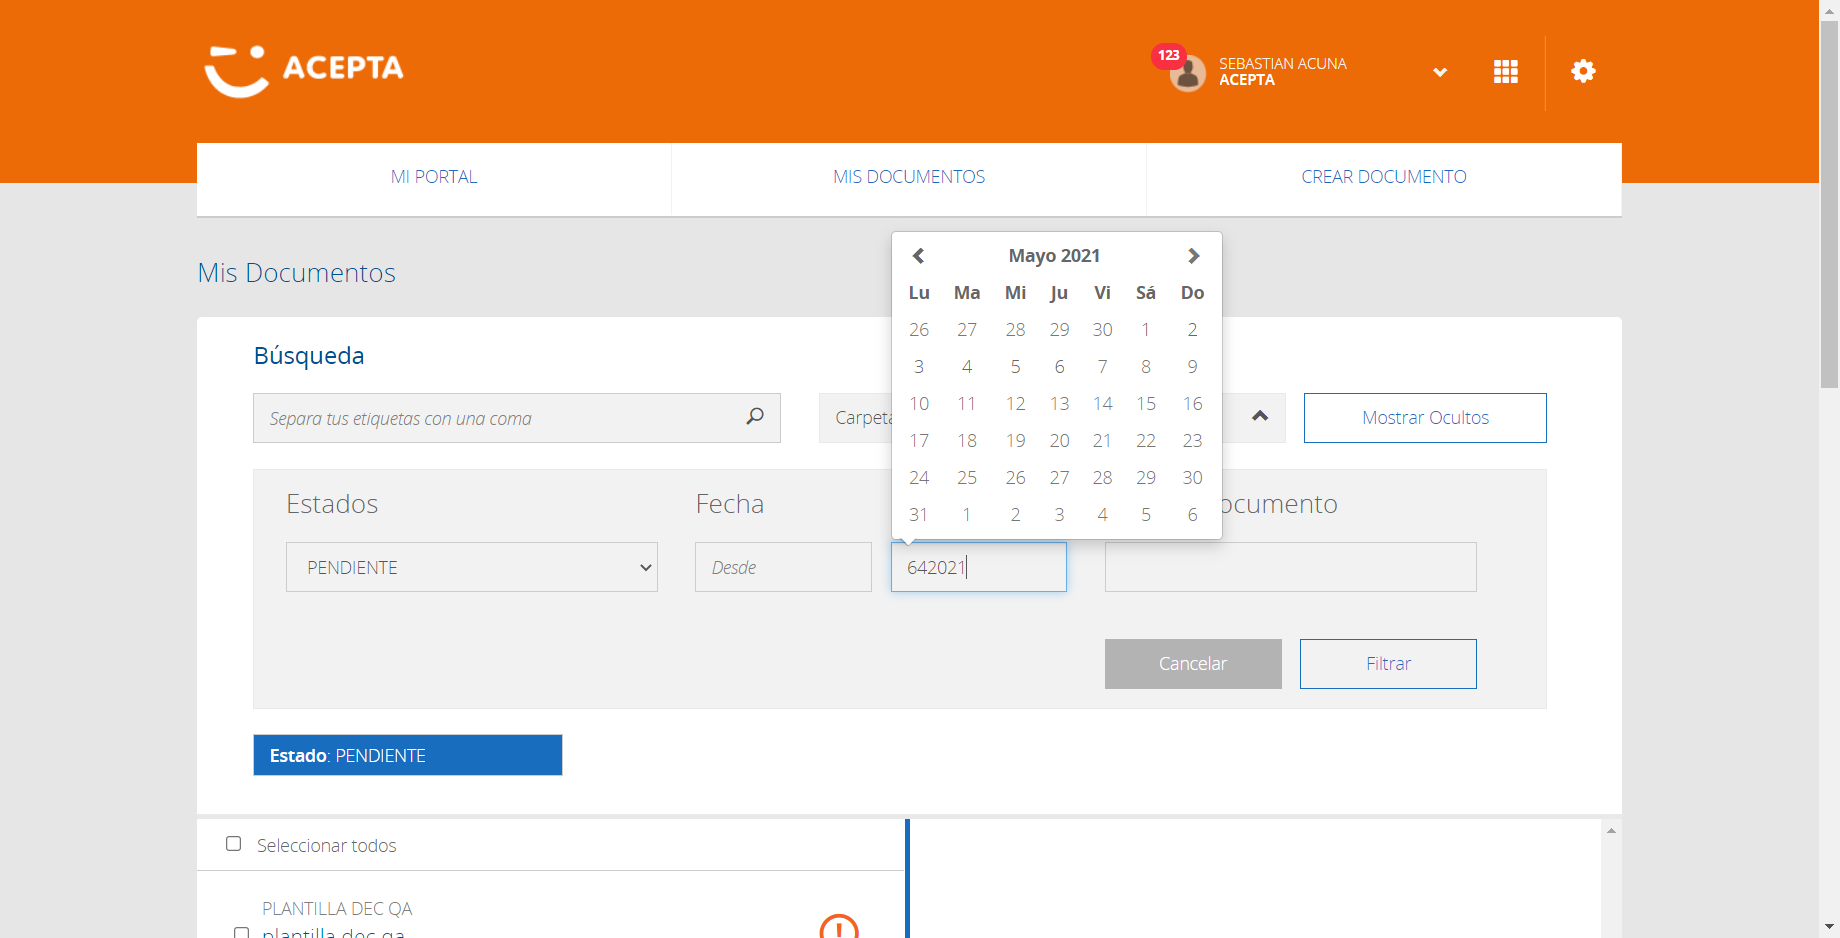 ACEPTA
123
SEBASTIAN ACUNA
ACEPTA
MI PORTAL
MIS DOCUMENTOS
CREAR DOCUMENTO
Mis Documentos
Mayo 2021
Lu Ma Mi Ju Vi Sá Do
26 27 28 29 30 1 2
3 4 5 6 7 8 9
10 11 12 13 14 15 16
17 18 19 20 21 22 23
24 25 26 27 28 29 30
31 1 2 3 4 5 6
Búsqueda
Separa tus etiquetas con una coma
Carpeta
Mostrar Ocultos
Estados
Fecha
ocumento
PENDIENTE
Desde
642021
Cancelar
Filtrar
Estado: PENDIENTE
Seleccionar todos
PLANTILLA DEC QA
plantilla dec qa